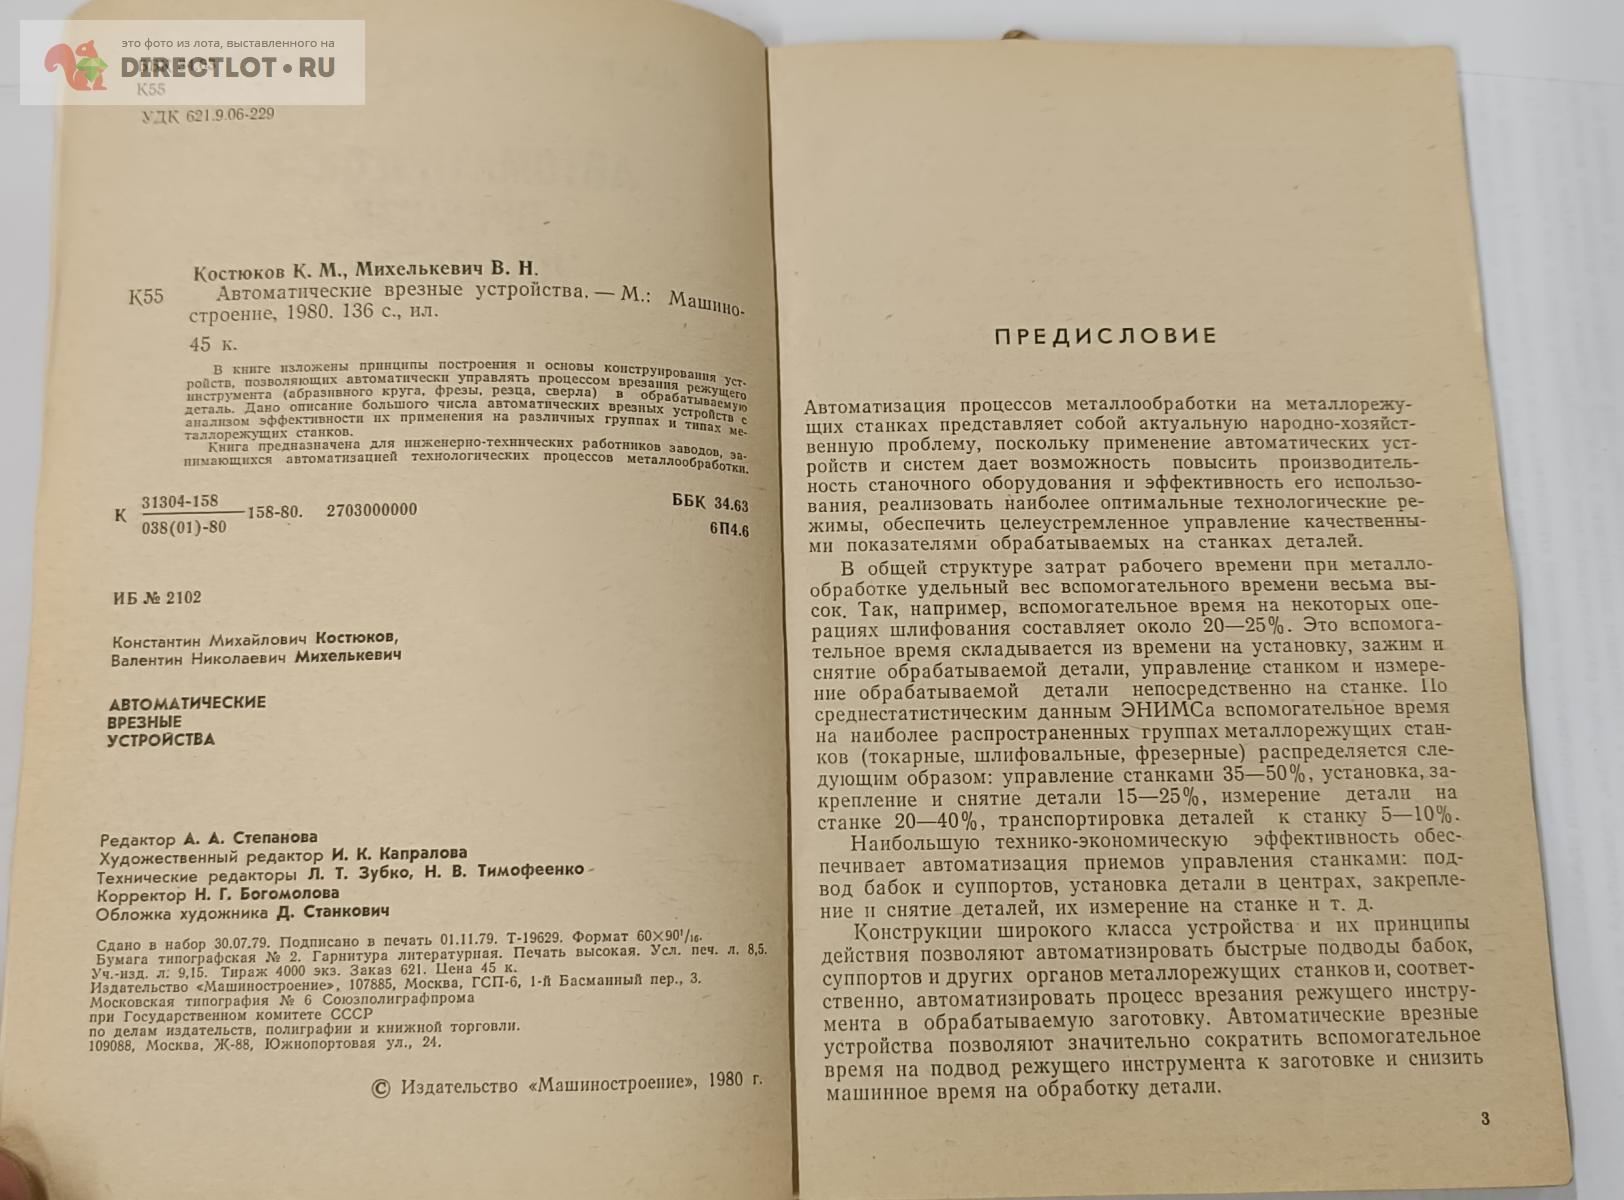 это фото из лота, выставленного на
DIRECTLOT.RU
К55
УДК 621.9.06-229
Костюков К. М., Михелькевич В. Н.
К55 Автоматические врезные устройства. — М.: Машино-
строение, 1980. 136 с., ил.
45 к.
В книге изложены принципы построения и основы конструирования уст-
ройств, позволяющих автоматически управлять процессом врезания режущего
инструмента (абразивного круга, фрезы, резца, сверла) в обрабатываемую
деталь. Дано описание большого числа автоматических врезных устройств с
анализом эффективности их применения на различных группах и типах ме-
таллорежущих станков.
Книга предназначена для инженерно-технических работников заводов, за-
нимающихся автоматизацией технологических процессов металлообработки.
К 31304-158
038(01)-80 158-80. 2703000000
ББК 34.63
6П4.6
ИБ № 2102
Константин Михайлович Костюков,
Валентин Николаевич Михелькевич
АВТОМАТИЧЕСКИЕ
ВРЕЗНЫЕ
УСТРОЙСТВА
Редактор А. А. Степанова
Художественный редактор И. К. Капралова
Технические редакторы Л. Т. Зубко, Н. В. Тимофеенко
Корректор Н. Г. Богомолова
Обложка художника Д. Станкович
Сдано в набор 30.07.79. Подписано в печать 01.11.79. Т-19629. Формат 60×90¹/₁₆.
Бумага типографская № 2. Гарнитура литературная. Печать высокая. Усл. печ. л. 8,5.
Уч.-изд. л. 9,15. Тираж 4000 экз. Заказ 621. Цена 45 к.
Издательство «Машиностроение», 107885, Москва, ГСП-6, 1-й Басманный пер., 3.
Московская типография № 6 Союзполиграфпрома
при Государственном комитете СССР
по делам издательств, полиграфии и книжной торговли.
109088, Москва, Ж-88, Южнопортовая ул., 24.
© Издательство «Машиностроение», 1980 г.
ПРЕДИСЛОВИЕ
Автоматизация процессов металлообработки на металлорежу-
щих станках представляет собой актуальную народно-хозяйст-
венную проблему, поскольку применение автоматических уст-
ройств и систем дает возможность повысить производитель-
ность станочного оборудования и эффективность его использо-
вания, реализовать наиболее оптимальные технологические ре-
жимы, обеспечить целеустремленное управление качественны-
ми показателями обрабатываемых на станках деталей.
В общей структуре затрат рабочего времени при металло-
обработке удельный вес вспомогательного времени весьма вы-
сок. Так, например, вспомогательное время на некоторых опе-
рациях шлифования составляет около 20—25%. Это вспомога-
тельное время складывается из времени на установку, зажим и
снятие обрабатываемой детали, управление станком и измере-
ние обрабатываемой детали непосредственно на станке. По
среднестатистическим данным ЭНИМСа вспомогательное время
на наиболее распространенных группах металлорежущих стан-
ков (токарные, шлифовальные, фрезерные) распределяется сле-
дующим образом: управление станками 35—50%, установка, за-
крепление и снятие детали 15—25%, измерение детали на
станке 20—40%, транспортировка деталей к станку 5—10%.
Наибольшую технико-экономическую эффективность обес-
печивает автоматизация приемов управления станками: под-
вод бабок и суппортов, установка детали в центрах, закрепле-
ние и снятие деталей, их измерение на станке и т. д.
Конструкции широкого класса устройства и их принципы
действия позволяют автоматизировать быстрые подводы бабок,
суппортов и других органов металлорежущих станков и, соответ-
ственно, автоматизировать процесс врезания режущего инстру-
мента в обрабатываемую заготовку. Автоматические врезные
устройства позволяют значительно сократить вспомогательное
время на подвод режущего инструмента к заготовке и снизить
машинное время на обработку детали.
3